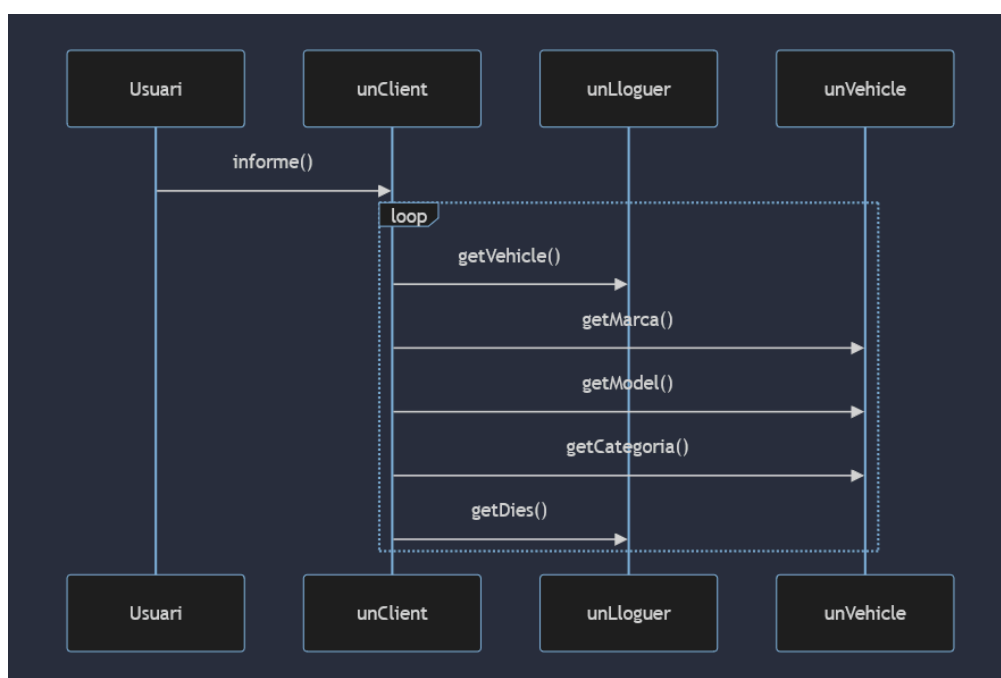 Usuari
unClient
unLloguer
unVehicle
informe()
loop
getVehicle()
getMarca()
getModel()
getCategoria()
getDies()
Usuari
unClient
unLloguer
unVehicle